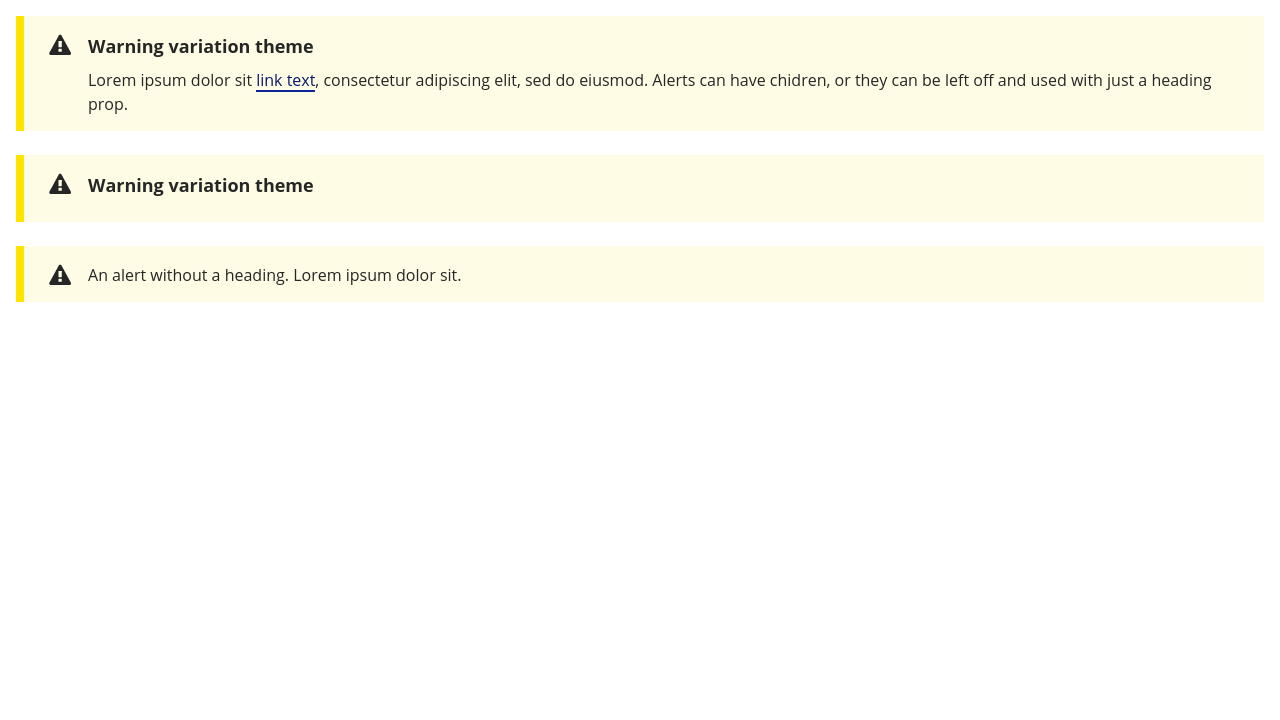 Warning variation theme
Lorem ipsum dolor sit link text, consectetur adipiscing elit, sed do eiusmod. Alerts can have chidren, or they can be left off and used with just a heading
prop.
Warning variation theme
An alert without a heading. Lorem ipsum dolor sit.